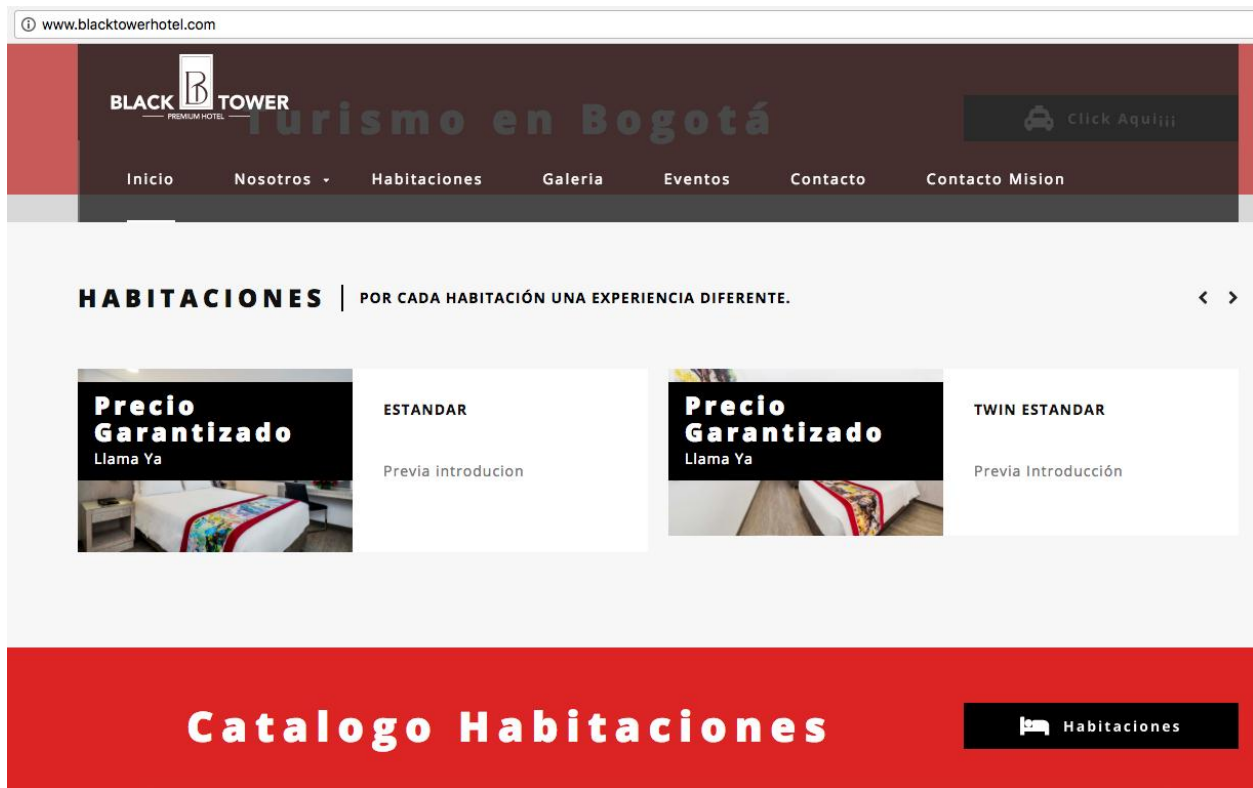 www.blacktowerhotel.com
BLACK B TOWER
PREMIUM HOTEL
Turismo en Bogotá
Click Aqui¡¡¡
Inicio Nosotros Habitaciones Galeria Eventos Contacto Contacto Mision
HABITACIONES | POR CADA HABITACIÓN UNA EXPERIENCIA DIFERENTE.
Precio
Garantizado
Llama Ya
ESTANDAR
Previa introducion
Precio
Garantizado
Llama Ya
TWIN ESTANDAR
Previa Introducción
Catalogo Habitaciones
Habitaciones